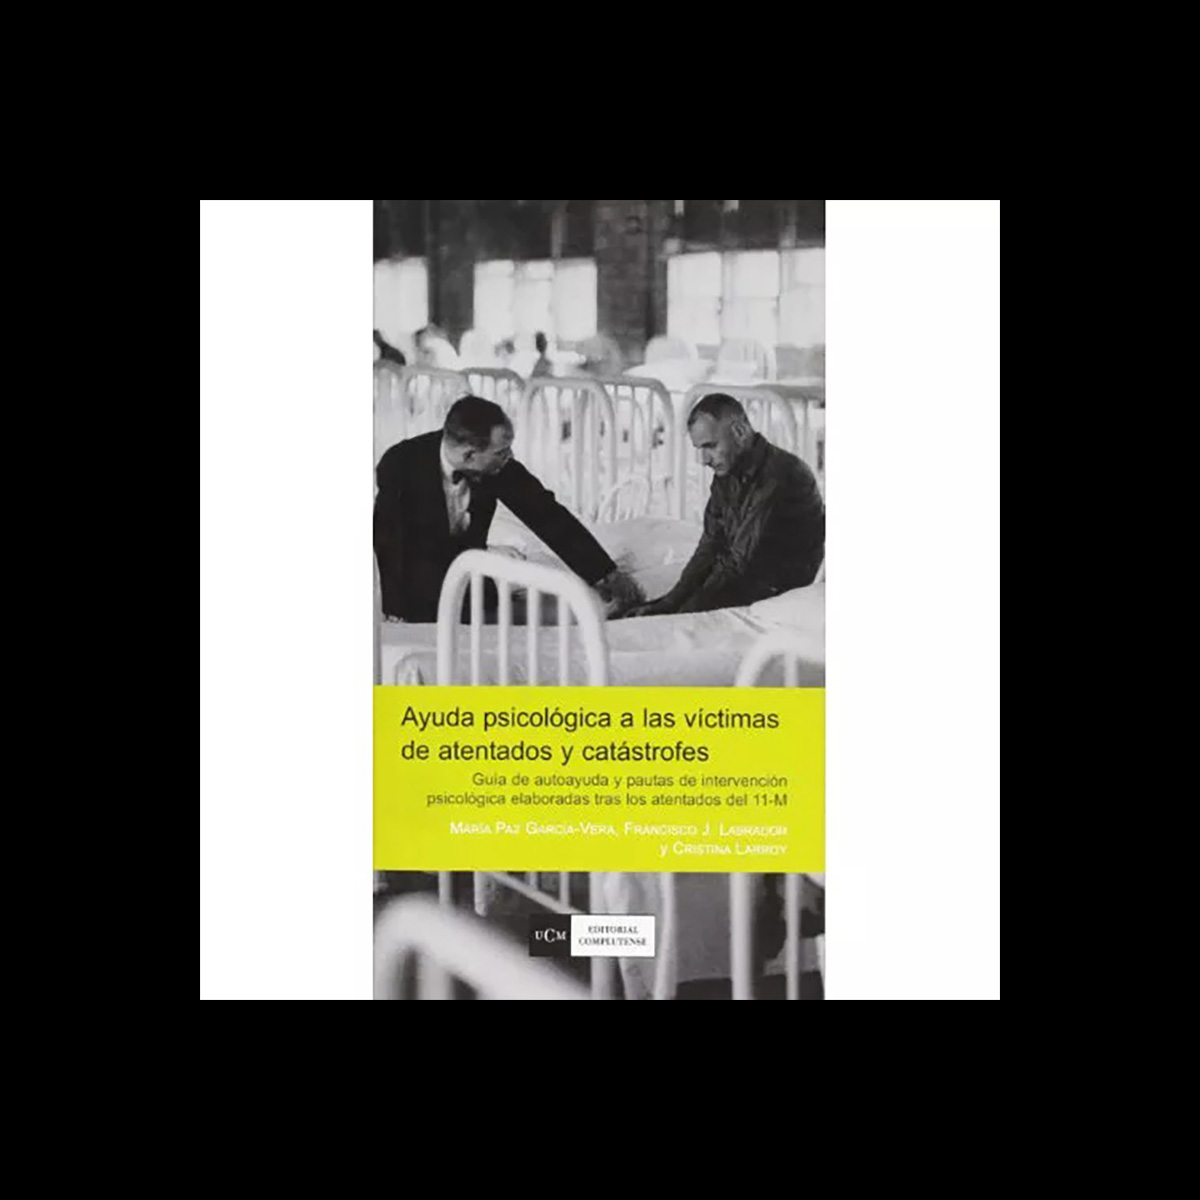 Ayuda psicológica a las víctimas
de atentados y catástrofes
Guía de autoayuda y pautas de intervención
psicológica elaboradas tras los atentados del 11-M
MARÍA PAZ GARCÍA-VERA, FRANCISCO J. LABRADOR
y CRISTINA LARROY
UCM
EDITORIAL
COMPLUTENSE